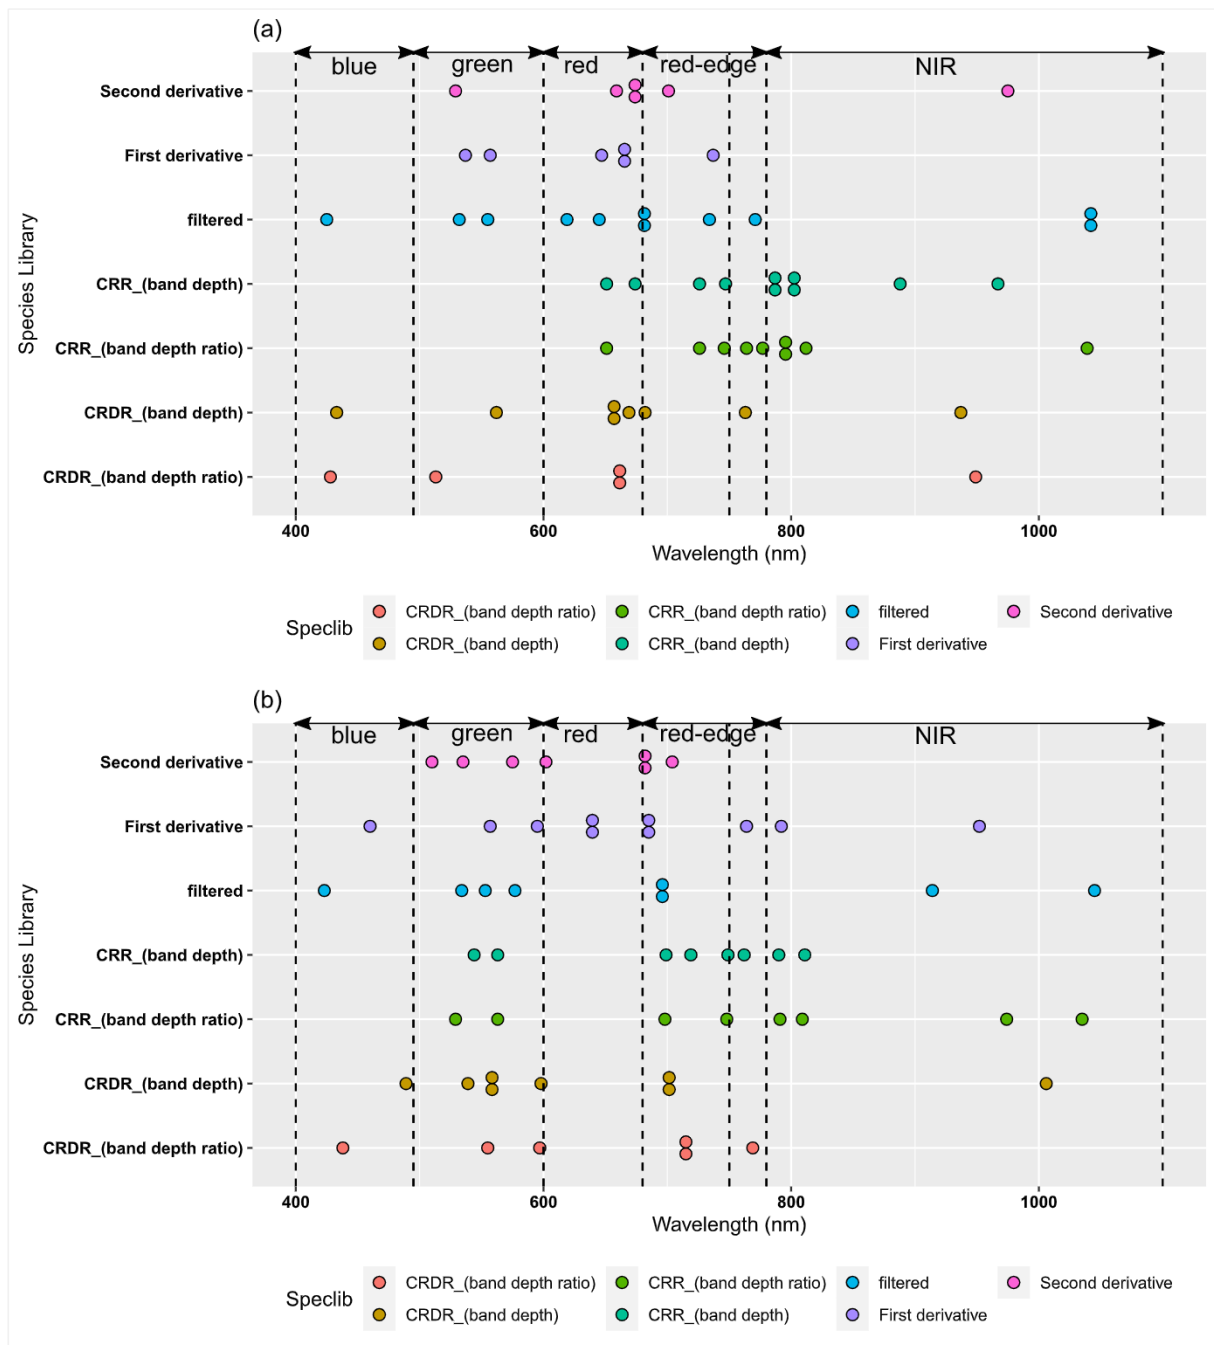 (a)
blue green red red-edge NIR
Second derivative
First derivative
filtered
CRR_(band depth)
CRR_(band depth ratio)
CRDR_(band depth)
CRDR_(band depth ratio)
Species Library
400 600 800 1000
Wavelength (nm)
Speclib
CRDR_(band depth ratio) CRR_(band depth ratio) filtered Second derivative
CRDR_(band depth) CRR_(band depth) First derivative
(b)
blue green red red-edge NIR
Second derivative
First derivative
filtered
CRR_(band depth)
CRR_(band depth ratio)
CRDR_(band depth)
CRDR_(band depth ratio)
Species Library
400 600 800 1000
Wavelength (nm)
Speclib
CRDR_(band depth ratio) CRR_(band depth ratio) filtered Second derivative
CRDR_(band depth) CRR_(band depth) First derivative